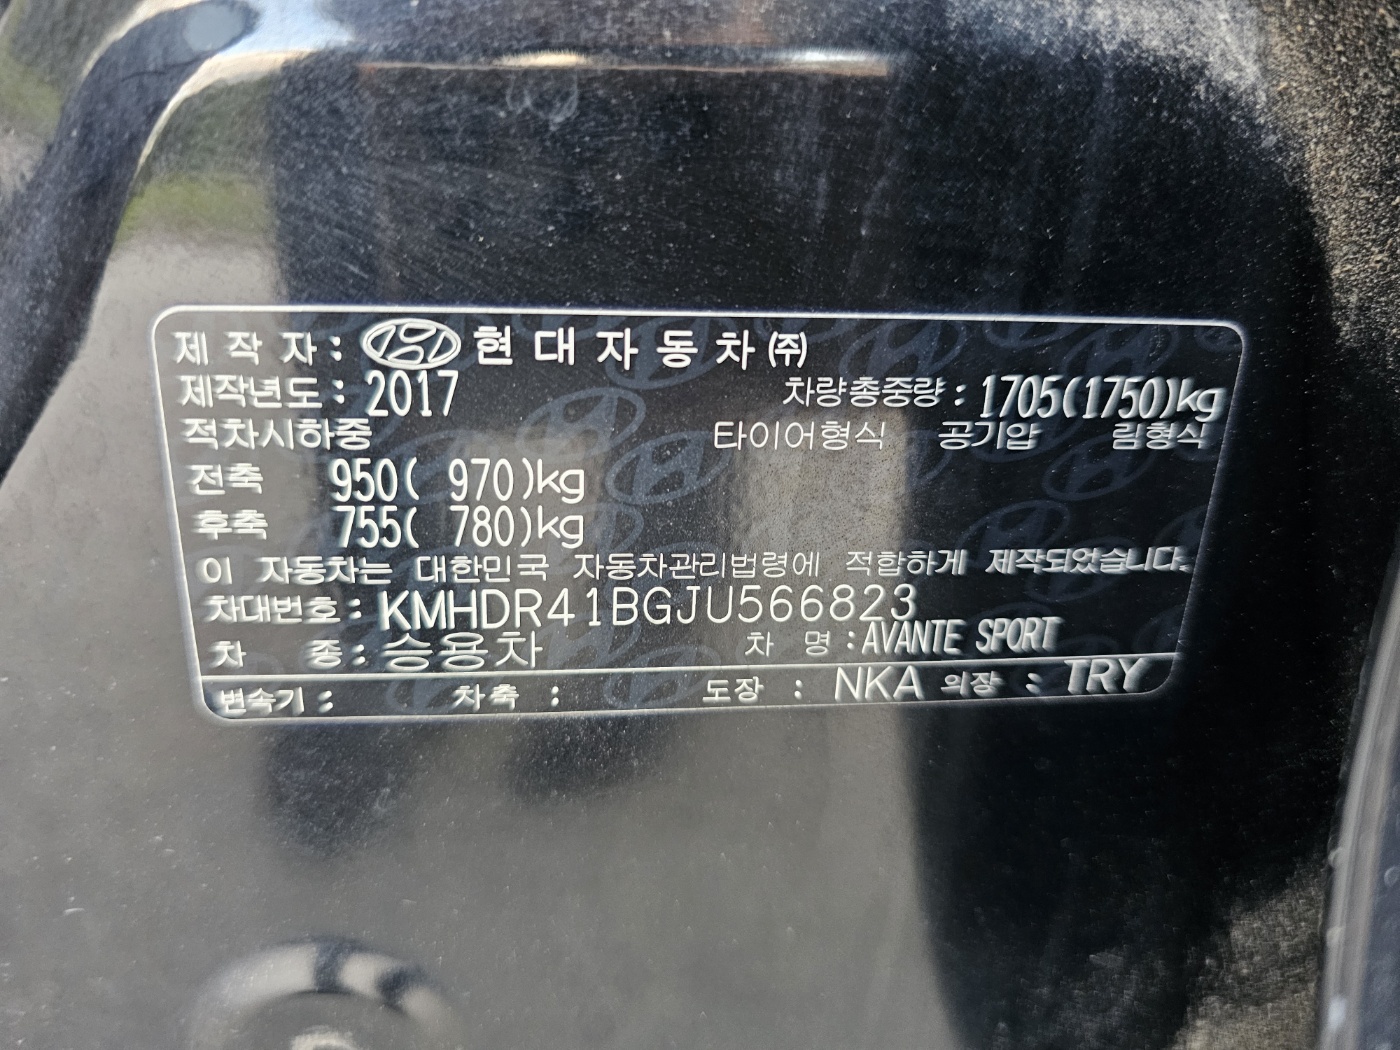 제 작 자 : 현 대 자 동 차 ㈜
제작년도 : 2017 차량총중량 : 1705(1750)kg
적차시하중 타이어형식 공기압 림형식
전축 950( 970)kg
후축 755( 780)kg
이 자동차는 대한민국 자동차관리법령에 적합하게 제작되었습니다.
차대번호 : KMHDR41BGJU566823
차 종 : 승용차 차 명 : AVANTE SPORT
변속기 : 차축 : 도장 : NKA 의장 : TRY